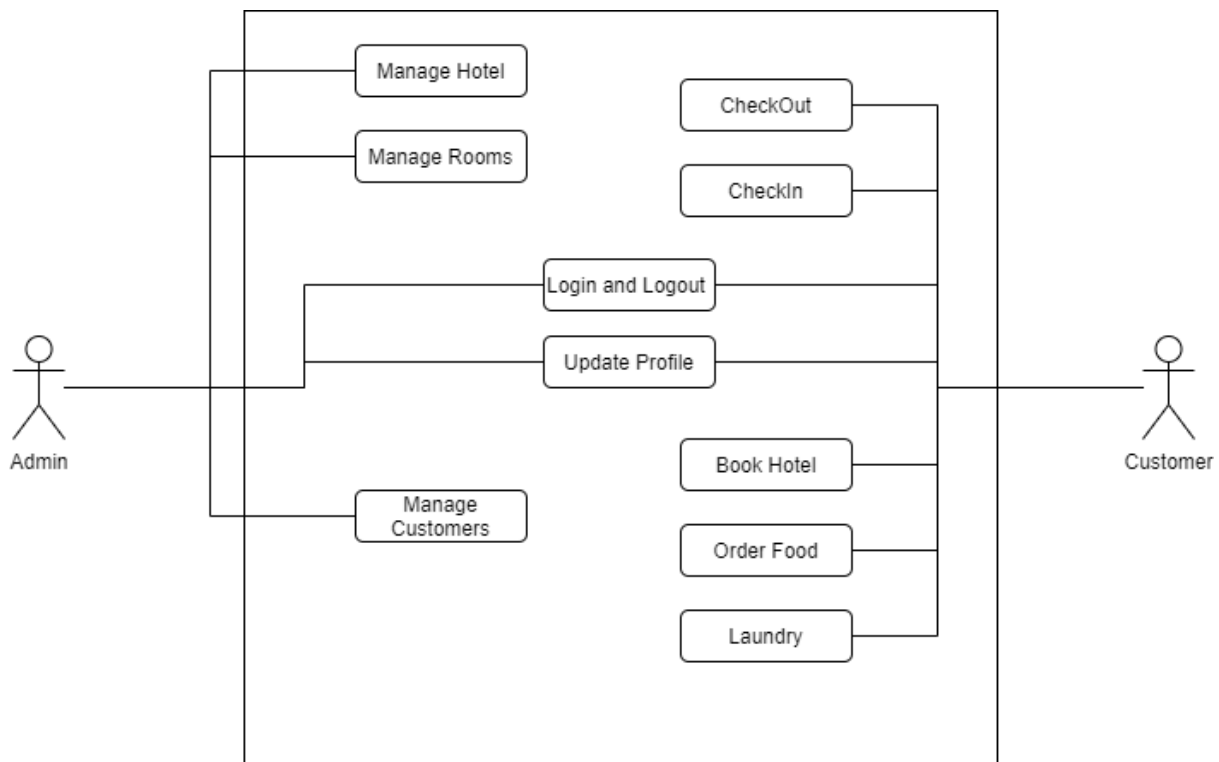 Manage Hotel
CheckOut
Manage Rooms
CheckIn
Login and Logout
Update Profile
Admin
Customer
Book Hotel
Manage
Customers
Order Food
Laundry